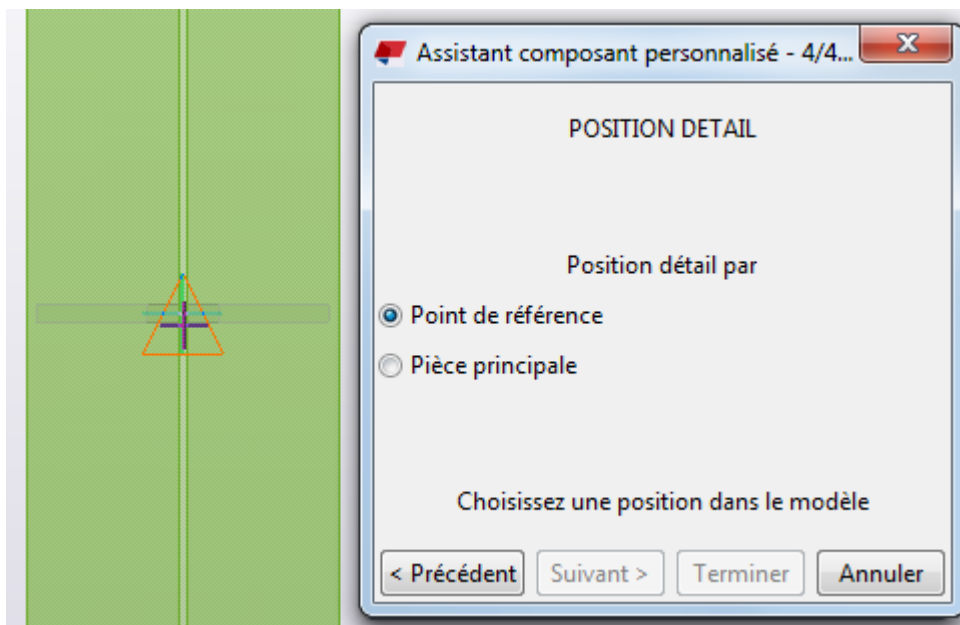 Assistant composant personnalisé - 4/4...
POSITION DETAIL
Position détail par
Point de référence
Pièce principale
Choisissez une position dans le modèle
< Précédent Suivant > Terminer Annuler